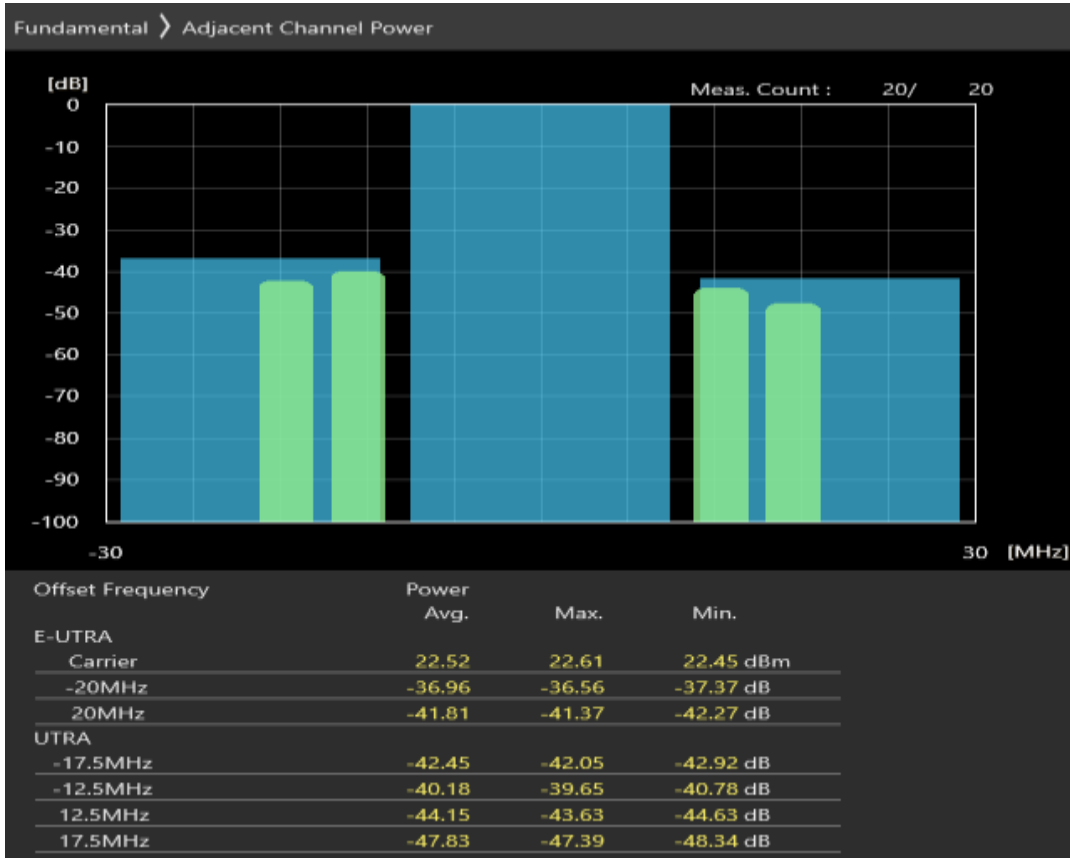 Fundamental 〉 Adjacent Channel Power
[dB]
Meas. Count : 20/ 20
0
-10
-20
-30
-40
-50
-60
-70
-80
-90
-100
-30 30 [MHz]
Offset Frequency Power
Avg. Max. Min.
E-UTRA
Carrier 22.52 22.61 22.45 dBm
-20MHz -36.96 -36.56 -37.37 dB
20MHz -41.81 -41.37 -42.27 dB
UTRA
-17.5MHz -42.45 -42.05 -42.92 dB
-12.5MHz -40.18 -39.65 -40.78 dB
12.5MHz -44.15 -43.63 -44.63 dB
17.5MHz -47.83 -47.39 -48.34 dB